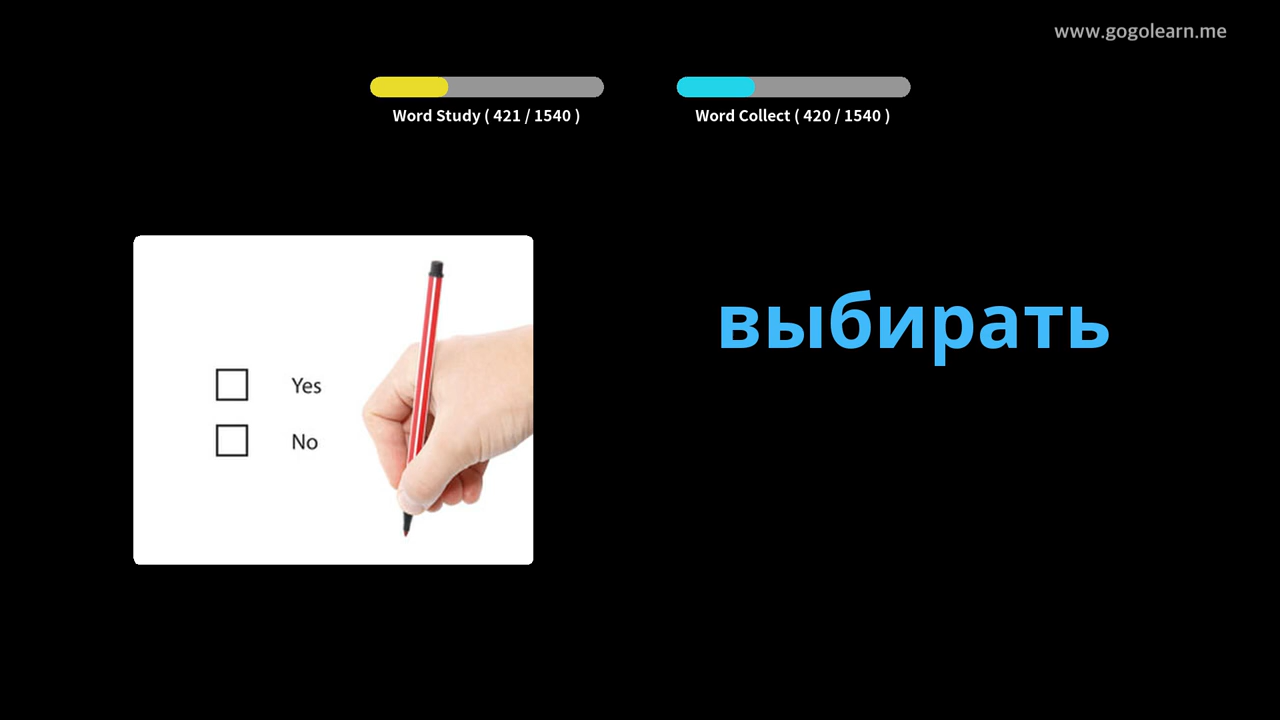 www.gogolearn.me
Word Study ( 421 / 1540 )
Word Collect ( 420 / 1540 )
выбирать
Yes
No